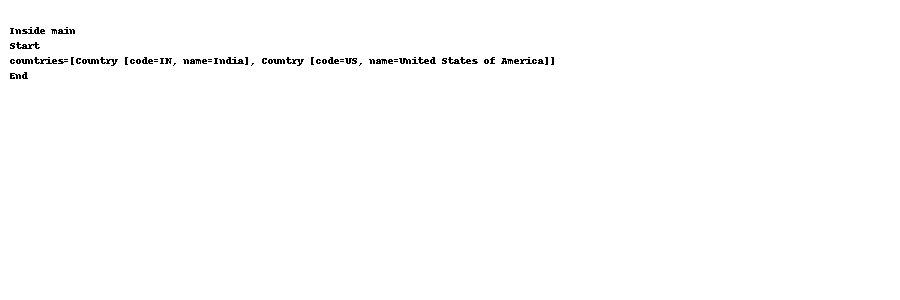 Inside main
Start
countries=[Country [code=IN, name=India], Country [code=US, name=United States of America]]
End